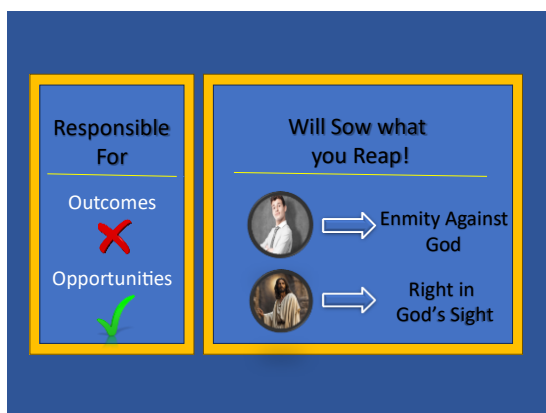 Responsible
For
Outcomes
Opportunities
Will Sow what
you Reap!
Enmity Against
God
Right in
God's Sight